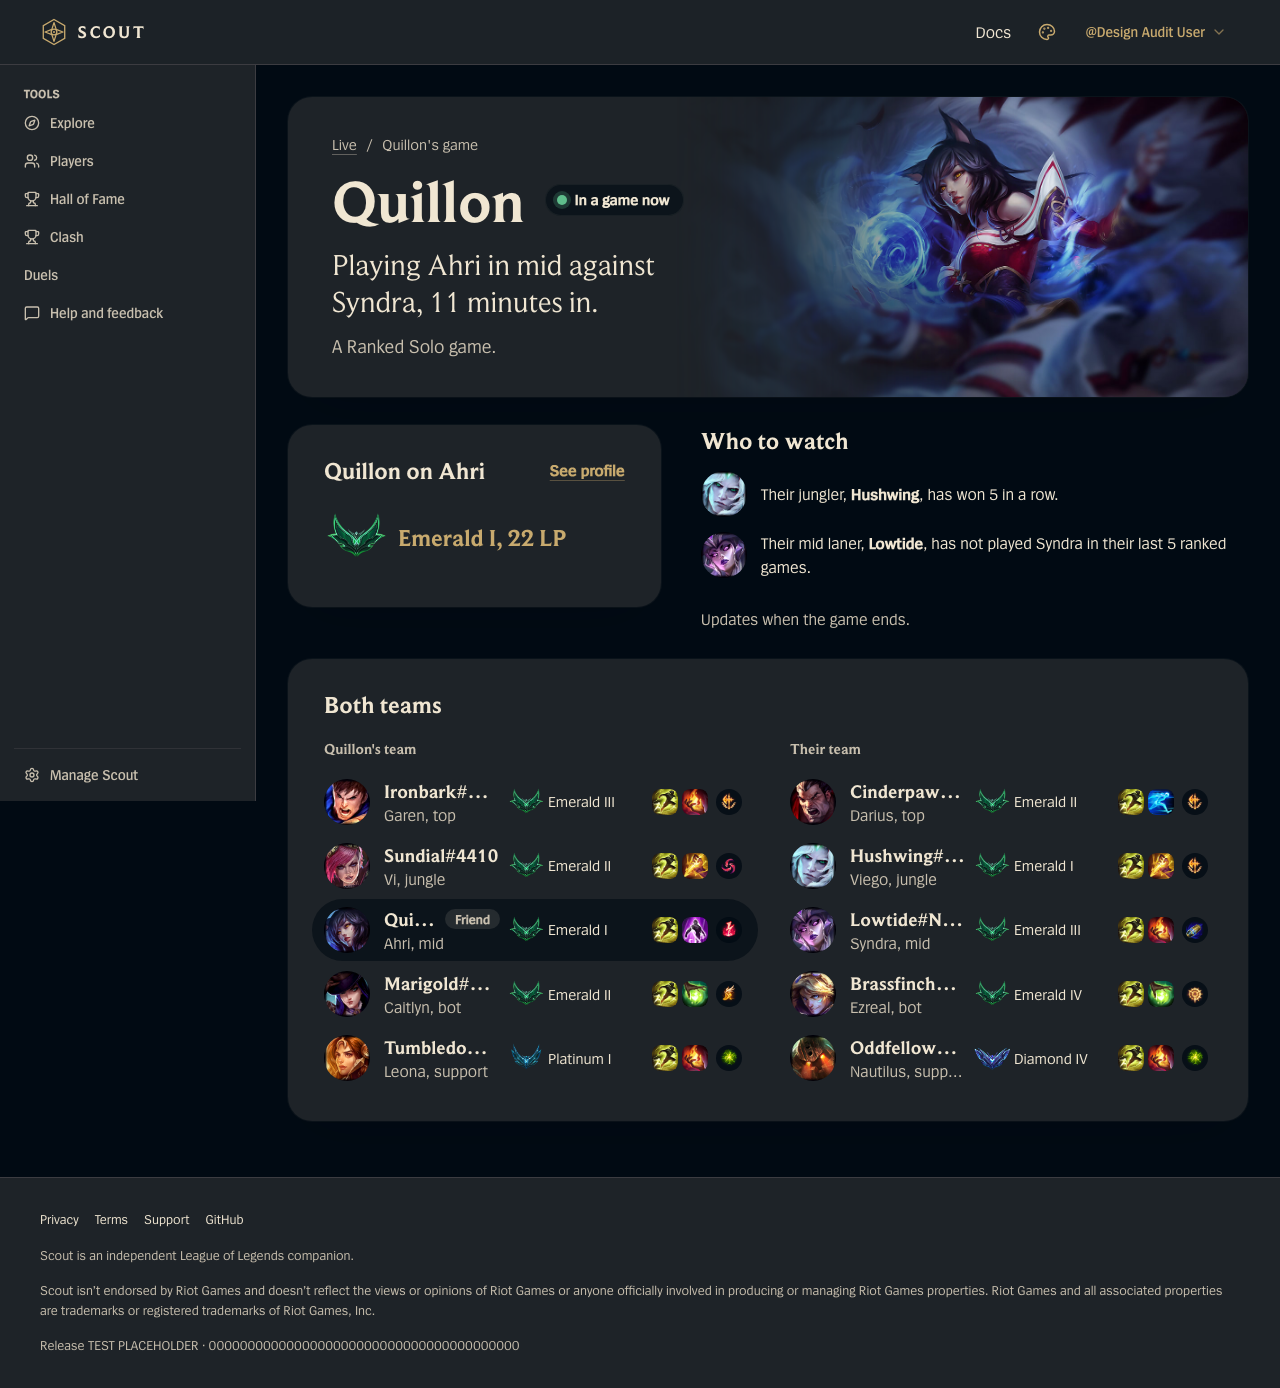 SCOUT
Docs
@Design Audit User
TOOLS
Explore
Players
Hall of Fame
Clash
Duels
Help and feedback
Manage Scout
Live / Quillon's game
Quillon
In a game now
Playing Ahri in mid against
Syndra, 11 minutes in.
A Ranked Solo game.
Quillon on Ahri
See profile
Emerald I, 22 LP
Who to watch
Their jungler, Hushwing, has won 5 in a row.
Their mid laner, Lowtide, has not played Syndra in their last 5 ranked
games.
Updates when the game ends.
Both teams
Quillon's team
Ironbark#...
Garen, top
Emerald III
Sundial#4410
Vi, jungle
Emerald II
Qui...
Friend
Ahri, mid
Emerald I
Marigold#...
Caitlyn, bot
Emerald II
Tumbledo...
Leona, support
Platinum I
Their team
Cinderpaw...
Darius, top
Emerald II
Hushwing#...
Viego, jungle
Emerald I
Lowtide#N...
Syndra, mid
Emerald III
Brassfinch...
Ezreal, bot
Emerald IV
Oddfellow...
Nautilus, supp...
Diamond IV
Privacy
Terms
Support
GitHub
Scout is an independent League of Legends companion.
Scout isn't endorsed by Riot Games and doesn't reflect the views or opinions of Riot Games or anyone officially involved in producing or managing Riot Games properties. Riot Games and all associated properties
are trademarks or registered trademarks of Riot Games, Inc.
Release TEST PLACEHOLDER · 0000000000000000000000000000000000000000